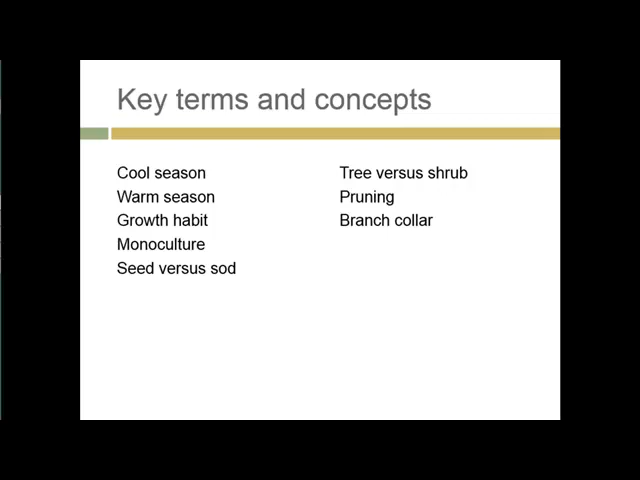 Key terms and concepts
Cool season
Warm season
Growth habit
Monoculture
Seed versus sod
Tree versus shrub
Pruning
Branch collar